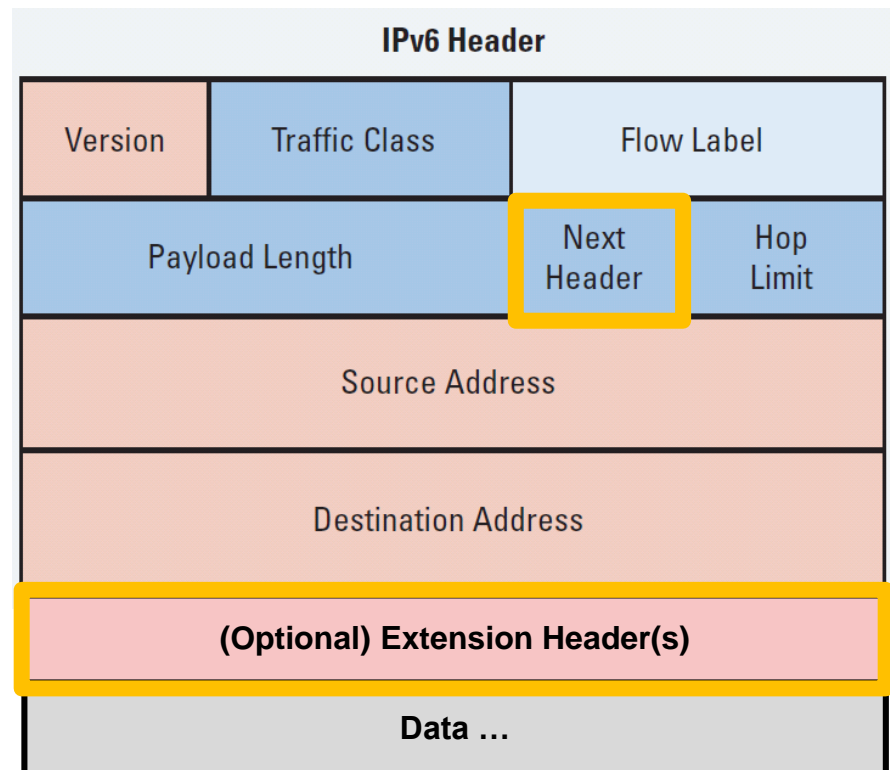 IPv6 Header
Version Traffic Class Flow Label
Payload Length Next Header Hop Limit
Source Address
Destination Address
(Optional) Extension Header(s)
Data …